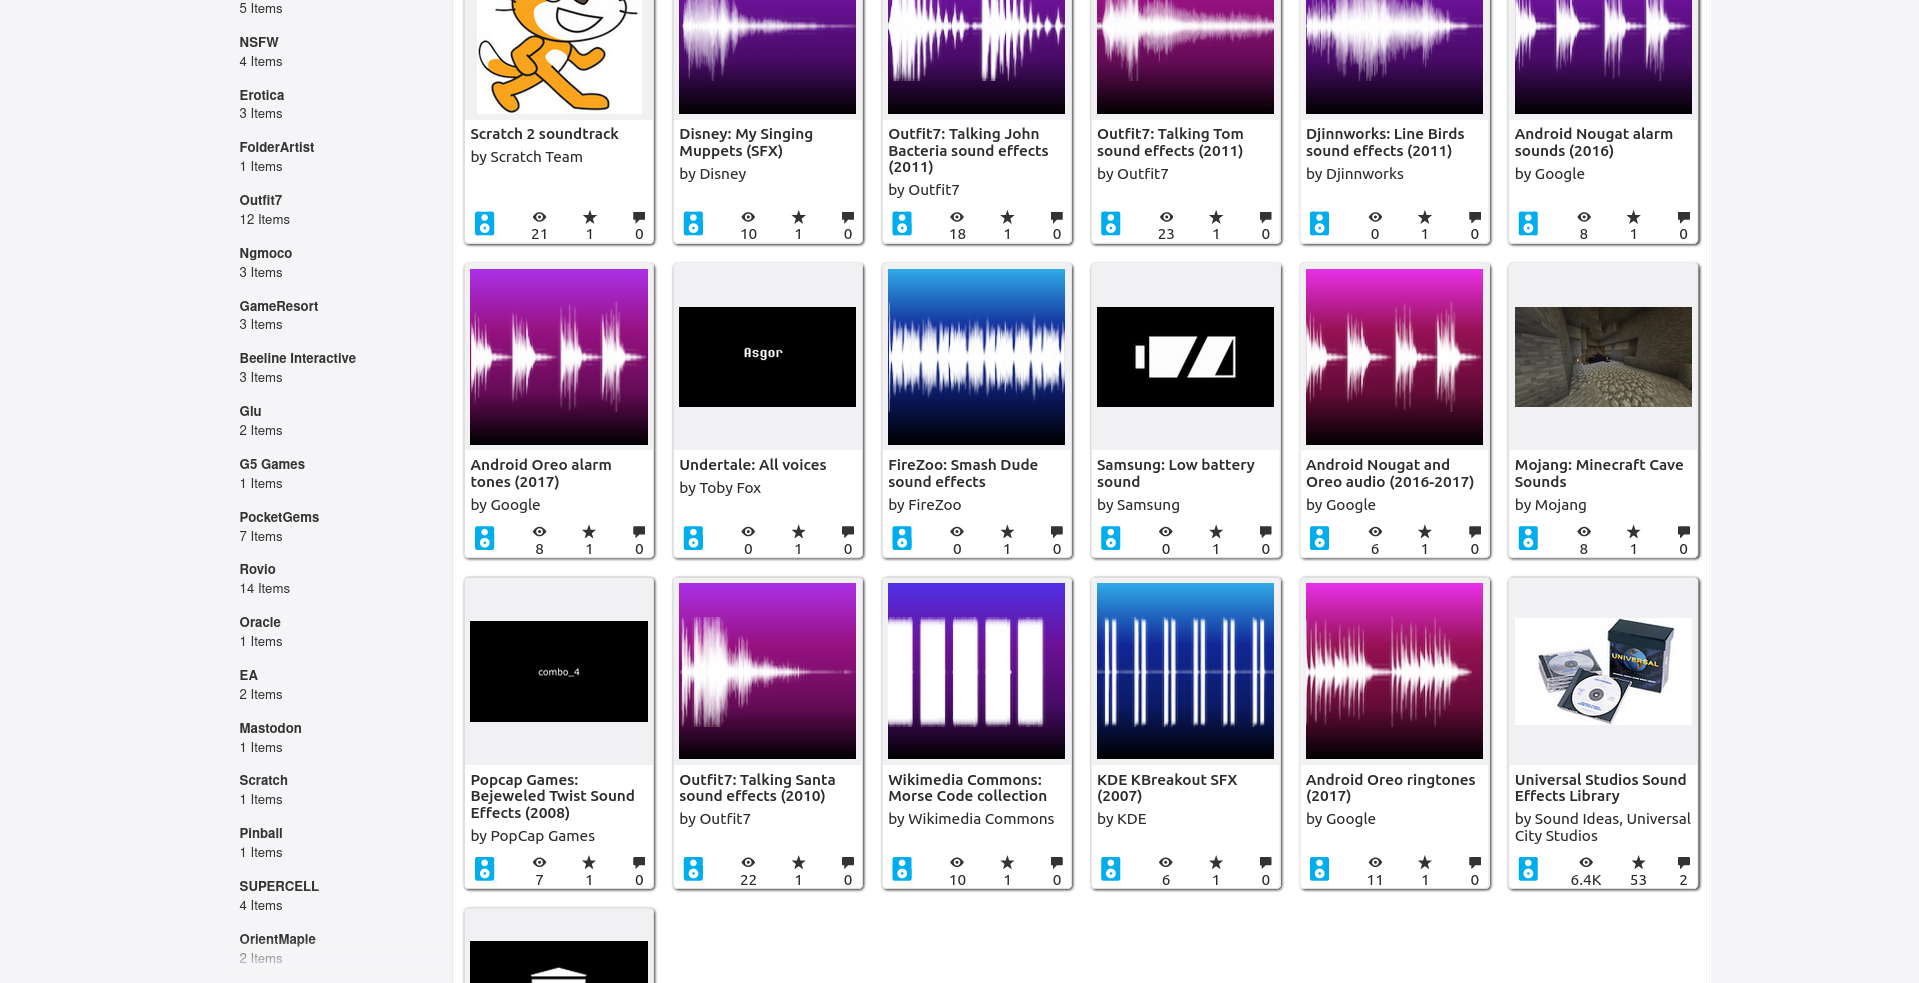 5 Items
NSFW
4 Items
Erotica
3 Items
FolderArtist
1 Items
Outfit7
12 Items
Ngmoco
3 Items
GameResort
3 Items
Beeline Interactive
3 Items
Glu
2 Items
G5 Games
1 Items
PocketGems
7 Items
Rovio
14 Items
Oracle
1 Items
EA
2 Items
Mastodon
1 Items
Scratch
1 Items
Pinball
1 Items
SUPERCELL
4 Items
OrientMaple
2 Items
Scratch 2 soundtrack
by Scratch Team
21 1 0
Disney: My Singing
Muppets (SFX)
by Disney
10 1 0
Outfit7: Talking John
Bacteria sound effects
(2011)
by Outfit7
18 1 0
Outfit7: Talking Tom
sound effects (2011)
by Outfit7
23 1 0
Djinnworks: Line Birds
sound effects (2011)
by Djinnworks
0 1 0
Android Nougat alarm
sounds (2016)
by Google
8 1 0
Android Oreo alarm
tones (2017)
by Google
8 1 0
Asgor
Undertale: All voices
by Toby Fox
0 1 0
FireZoo: Smash Dude
sound effects
by FireZoo
0 1 0
Samsung: Low battery
sound
by Samsung
0 1 0
Android Nougat and
Oreo audio (2016-2017)
by Google
6 1 0
Mojang: Minecraft Cave
Sounds
by Mojang
8 1 0
combo_4
Popcap Games:
Bejeweled Twist Sound
Effects (2008)
by PopCap Games
7 1 0
Outfit7: Talking Santa
sound effects (2010)
by Outfit7
22 1 0
Wikimedia Commons:
Morse Code collection
by Wikimedia Commons
10 1 0
KDE KBreakout SFX
(2007)
by KDE
6 1 0
Android Oreo ringtones
(2017)
by Google
11 1 0
UNIVERSAL
Universal Studios Sound
Effects Library
by Sound Ideas, Universal
City Studios
6.4K 53 2